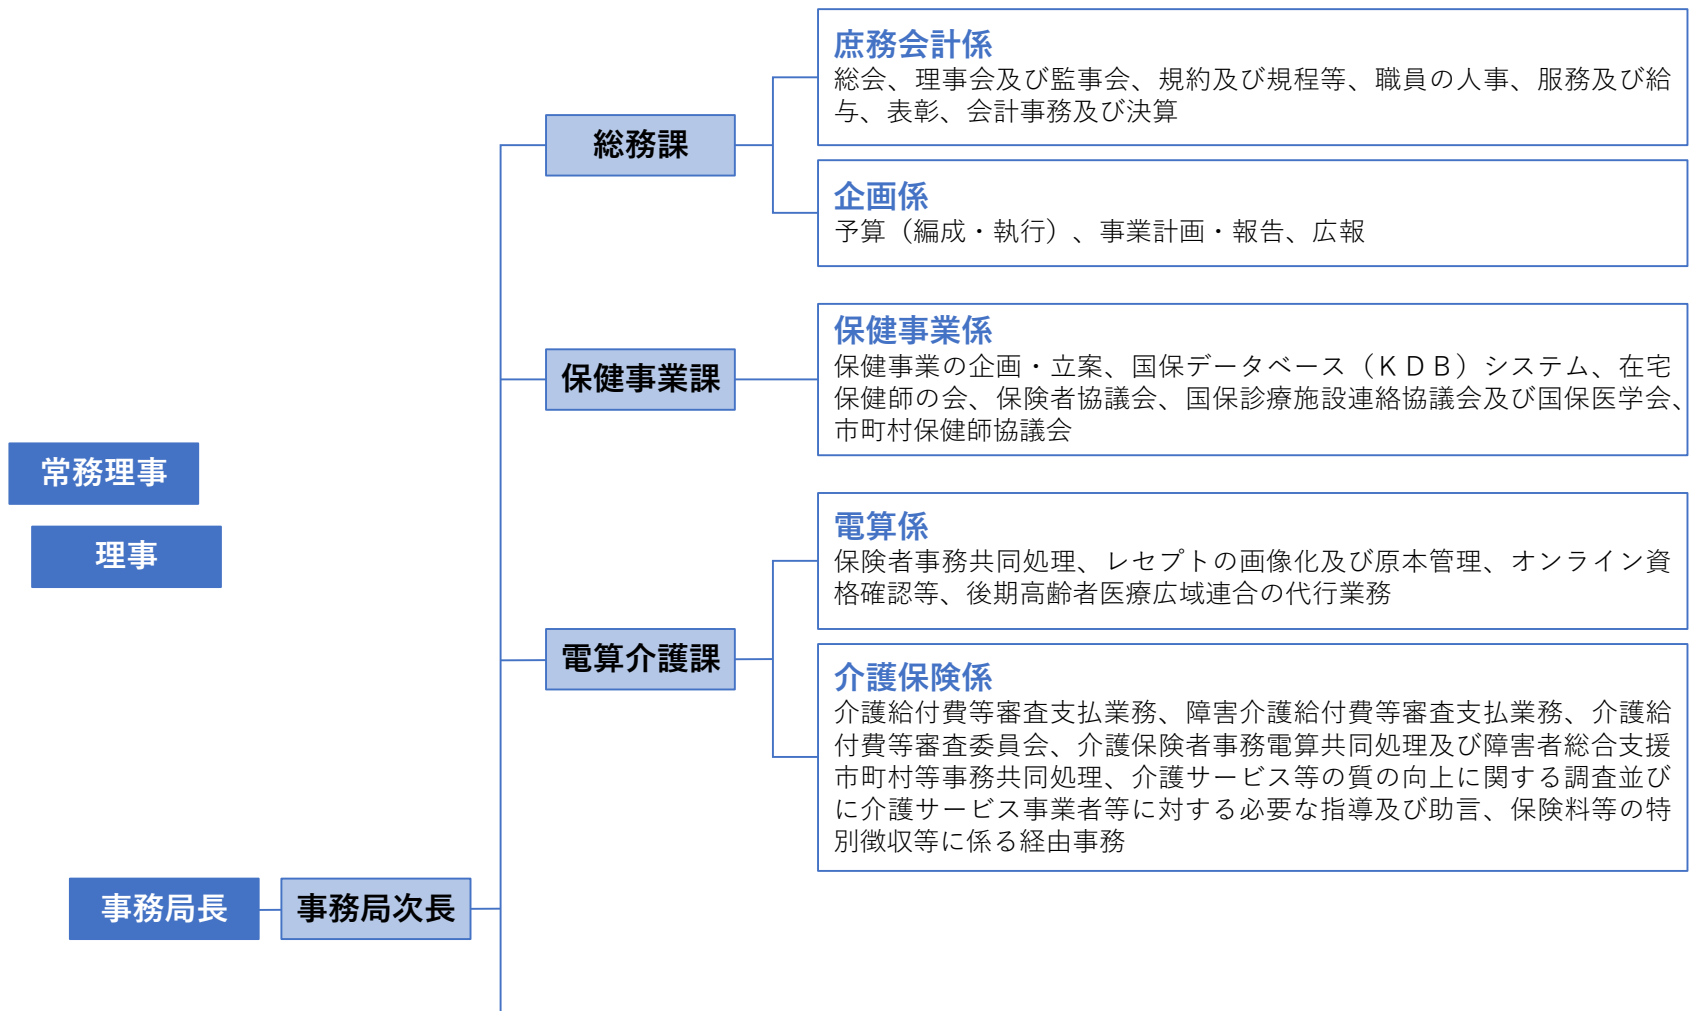 常務理事
理事
事務局長
事務局次長
総務課
庶務会計係
総会、理事会及び監事会、規約及び規程等、職員の人事、服務及び給
与、表彰、会計事務及び決算
企画係
予算（編成・執行）、事業計画・報告、広報
保健事業課
保健事業係
保健事業の企画・立案、国保データベース（ＫＤＢ）システム、在宅
保健師の会、保険者協議会、国保診療施設連絡協議会及び国保医学会、
市町村保健師協議会
電算介護課
電算係
保険者事務共同処理、レセプトの画像化及び原本管理、オンライン資
格確認等、後期高齢者医療広域連合の代行業務
介護保険係
介護給付費等審査支払業務、障害介護給付費等審査支払業務、介護給
付費等審査委員会、介護保険者事務電算共同処理及び障害者総合支援
市町村等事務共同処理、介護サービス等の質の向上に関する調査並び
に介護サービス事業者等に対する必要な指導及び助言、保険料等の特
別徴収等に係る経由事務